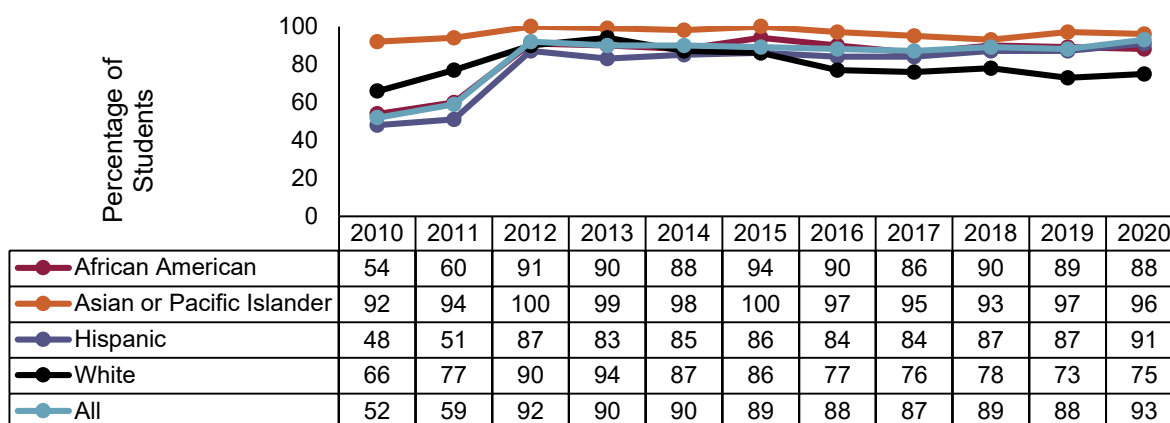 Percentage of
Students
100
80
60
40
20
0
2010 2011 2012 2013 2014 2015 2016 2017 2018 2019 2020
African American 54 60 91 90 88 94 90 86 90 89 88
Asian or Pacific Islander 92 94 100 99 98 100 97 95 93 97 96
Hispanic 48 51 87 83 85 86 84 84 87 87 91
White 66 77 90 94 87 86 77 76 78 73 75
All 52 59 92 90 90 89 88 87 89 88 93